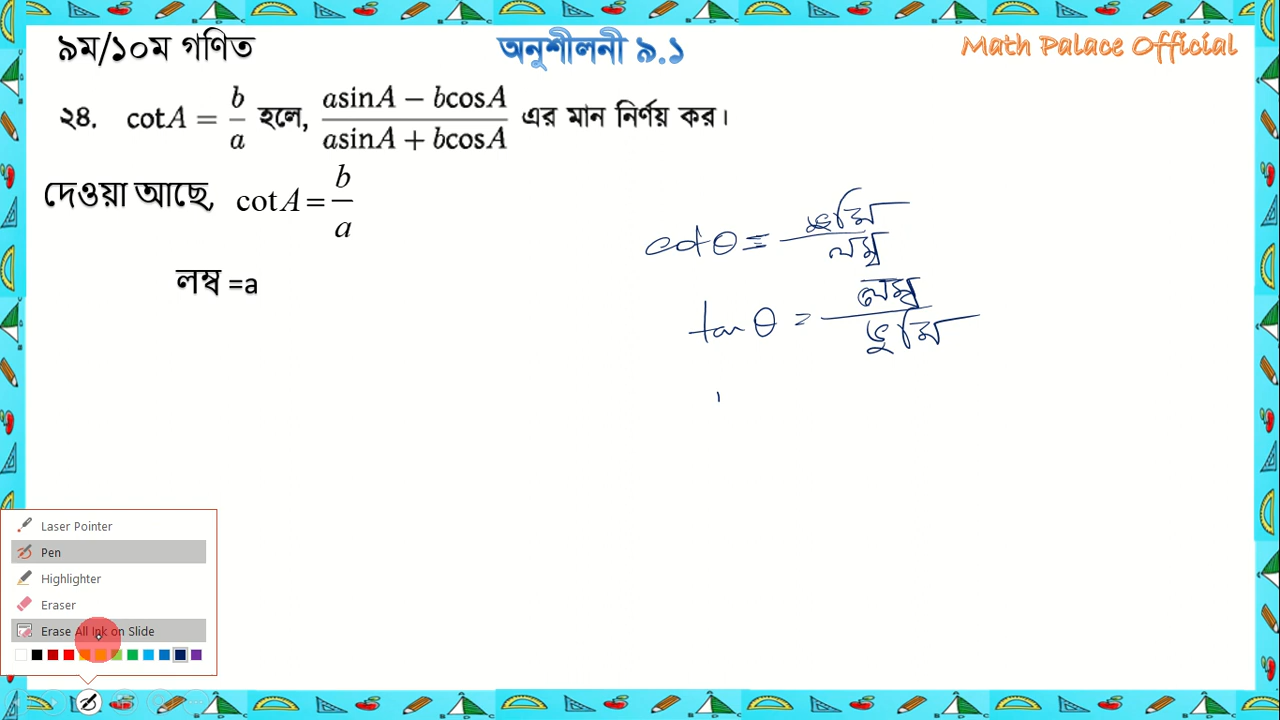 ৯ম/১০ম গণিত
অনুশীলনী ৯.১
Math Palace Official
২৪. cotA = b/a হলে, (asinA − bcosA)/(asinA + bcosA) এর মান নির্ণয় কর।
দেওয়া আছে, cotA = b/a
লম্ব =a
cotθ = ভূমি/লম্ব
tanθ = লম্ব/ভূমি
Laser Pointer
Pen
Highlighter
Eraser
Erase All Ink on Slide